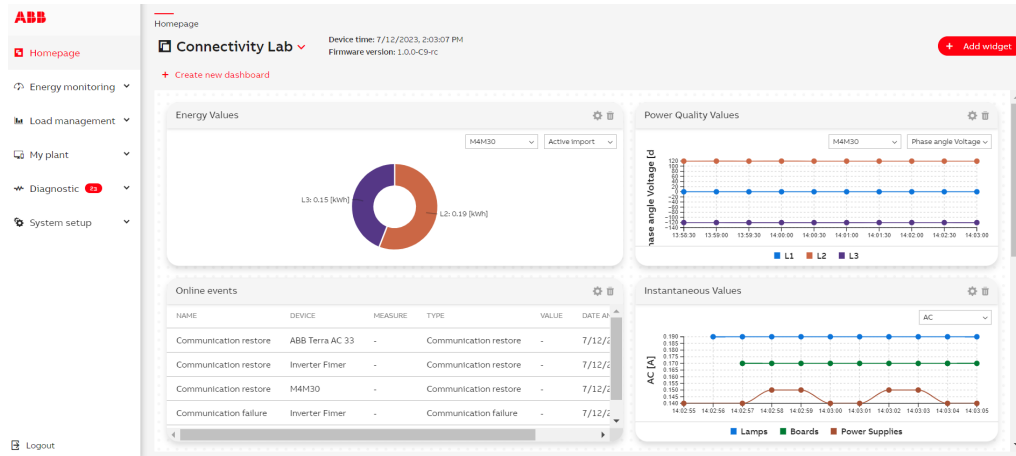 ABB
Homepage
Energy monitoring
Load management
My plant
Diagnostic
System setup
Logout
Homepage
Connectivity Lab
Device time: 7/12/2023, 2:03:07 PM
Firmware version: 1.0.0-C9-rc
+ Add widget
+ Create new dashboard
Energy Values
M4M30
Active Import
L3: 0.15 [kWh]
L2: 0.19 [kWh]
Power Quality Values
M4M30
Phase angle Voltage
hase angle Voltage [d
120
100
80
60
40
20
0
-20
-40
-60
-80
-100
-120
-140
13:58:30 13:59:00 13:59:30 14:00:00 14:00:30 14:01:00 14:01:30 14:02:00 14:02:30 14:03:00
L1 L2 L3
Online events
NAME DEVICE MEASURE TYPE VALUE DATE AN
Communication restore ABB Terra AC 33 - Communication restore - 7/12/2
Communication restore Inverter Fimer - Communication restore - 7/12/2
Communication restore M4M30 - Communication restore - 7/12/2
Communication failure Inverter Fimer - Communication failure - 7/12/2
Instantaneous Values
AC
AC [A]
0.190
0.185
0.180
0.175
0.170
0.165
0.160
0.155
0.150
0.145
0.140
14:02:55 14:02:56 14:02:57 14:02:58 14:02:59 14:03:00 14:03:01 14:03:02 14:03:03 14:03:04 14:03:05
Lamps Boards Power Supplies